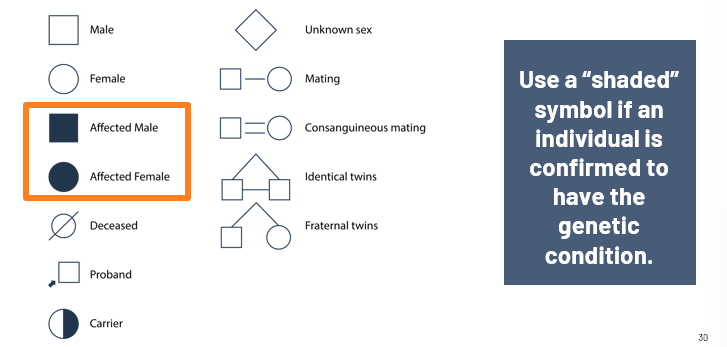 Male
Female
Affected Male
Affected Female
Deceased
Proband
Carrier
Unknown sex
Mating
Consanguineous mating
Identical twins
Fraternal twins
Use a “shaded”
symbol if an
individual is
confirmed to
have the
genetic
condition.
30